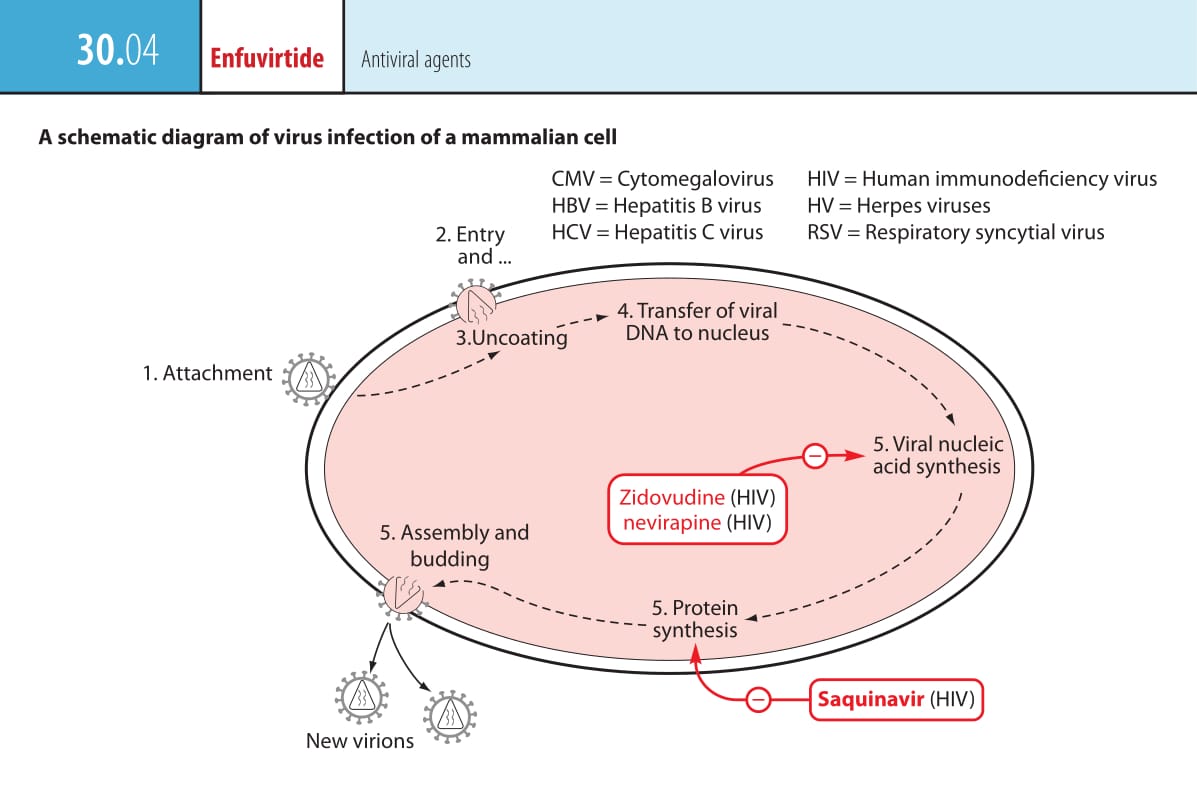 30.04
Enfuvirtide
Antiviral agents
A schematic diagram of virus infection of a mammalian cell
CMV = Cytomegalovirus
HBV = Hepatitis B virus
HCV = Hepatitis C virus
HIV = Human immunodeficiency virus
HV = Herpes viruses
RSV = Respiratory syncytial virus
2. Entry
and ...
3.Uncoating
4. Transfer of viral
DNA to nucleus
1. Attachment
5. Viral nucleic
acid synthesis
Zidovudine (HIV)
nevirapine (HIV)
5. Assembly and
budding
5. Protein
synthesis
Saquinavir (HIV)
New virions